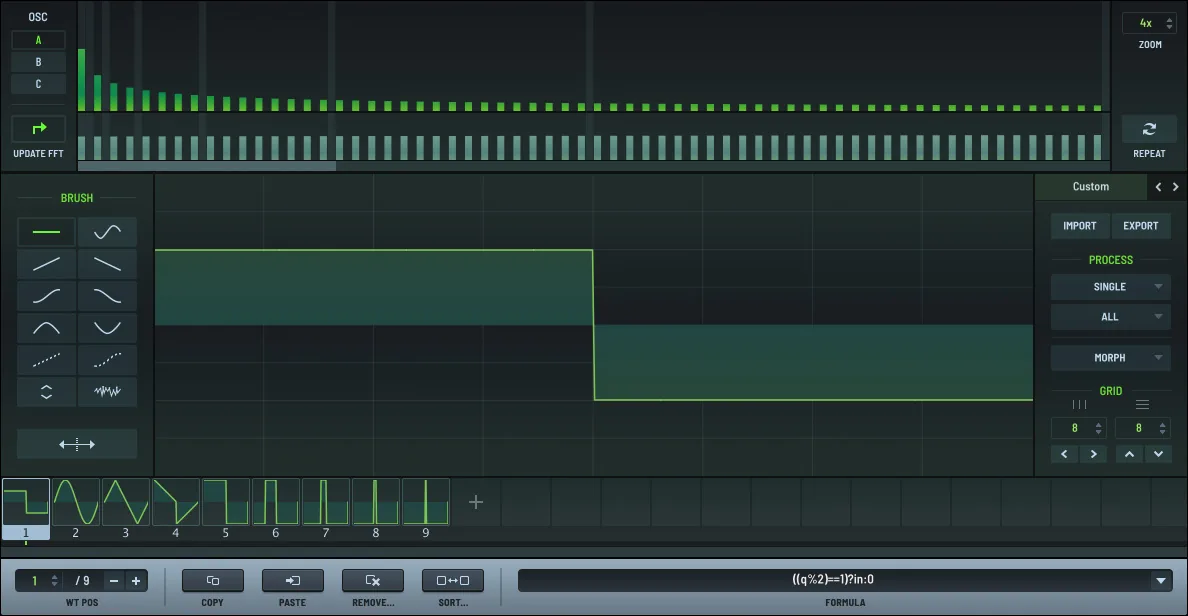 OSC
A
B
C
UPDATE FFT
4x
ZOOM
REPEAT
BRUSH
Custom
IMPORT EXPORT
PROCESS
SINGLE
ALL
MORPH
GRID
8 8
1 2 3 4 5 6 7 8 9
1 / 9
WT POS
COPY
PASTE
REMOVE...
SORT...
((q%2)==1)?in:0
FORMULA